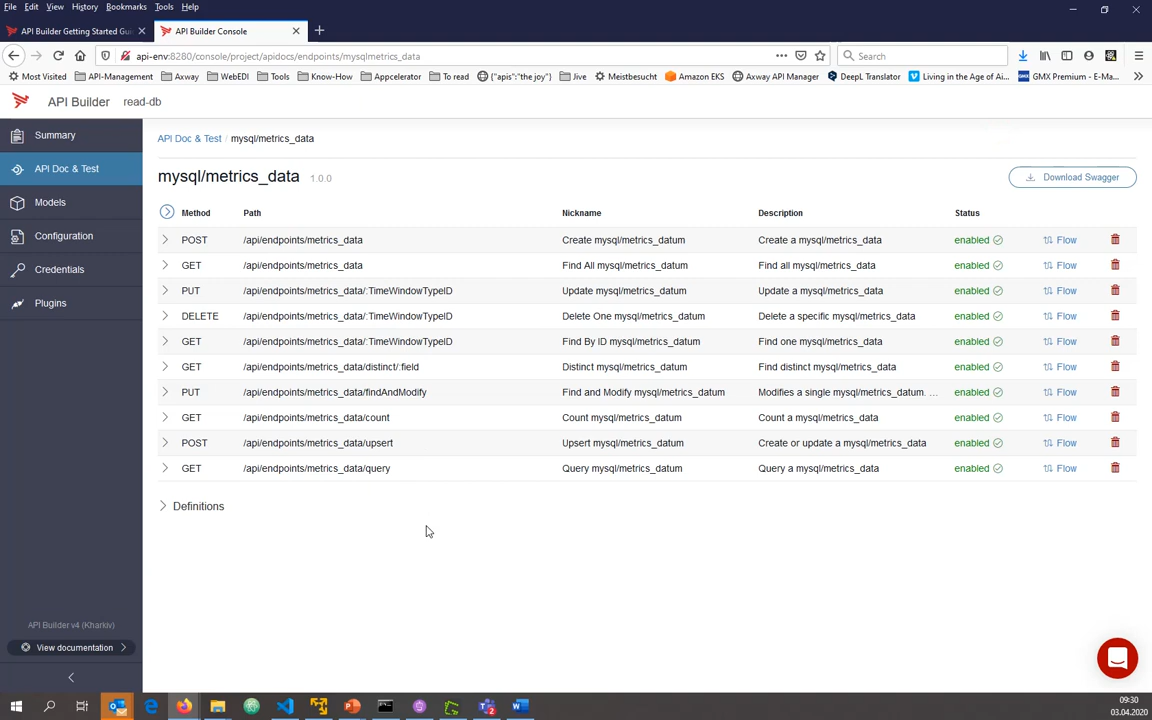 File Edit View History Bookmarks Tools Help
API Builder Getting Started Gui
API Builder Console
api-env:8280/console/project/apidocs/endpoints/mysqlmetrics_data
Search
Most Visited API-Management Axway WebEDI Tools Know-How Appcelerator To read {"apis":"the joy"} Jive Meistbesucht Amazon EKS Axway API Manager DeepL Translator Living in the Age of Ai... GMX Premium - E-Ma...
API Builder read-db
Summary
API Doc & Test
Models
Configuration
Credentials
Plugins
API Builder v4 (Kharkiv)
View documentation
API Doc & Test / mysql/metrics_data
mysql/metrics_data 1.0.0
Download Swagger
Method Path Nickname Description Status
POST /api/endpoints/metrics_data Create mysql/metrics_datum Create a mysql/metrics_data enabled Flow
GET /api/endpoints/metrics_data Find All mysql/metrics_datum Find all mysql/metrics_data enabled Flow
PUT /api/endpoints/metrics_data/:TimeWindowTypeID Update mysql/metrics_datum Update a mysql/metrics_data enabled Flow
DELETE /api/endpoints/metrics_data/:TimeWindowTypeID Delete One mysql/metrics_datum Delete a specific mysql/metrics_data enabled Flow
GET /api/endpoints/metrics_data/:TimeWindowTypeID Find By ID mysql/metrics_datum Find one mysql/metrics_data enabled Flow
GET /api/endpoints/metrics_data/distinct/:field Distinct mysql/metrics_datum Find distinct mysql/metrics_data enabled Flow
PUT /api/endpoints/metrics_data/findAndModify Find and Modify mysql/metrics_datum Modifies a single mysql/metrics_datum. ... enabled Flow
GET /api/endpoints/metrics_data/count Count mysql/metrics_datum Count a mysql/metrics_data enabled Flow
POST /api/endpoints/metrics_data/upsert Upsert mysql/metrics_datum Create or update a mysql/metrics_data enabled Flow
GET /api/endpoints/metrics_data/query Query mysql/metrics_datum Query a mysql/metrics_data enabled Flow
Definitions
09:30
03.04.2020